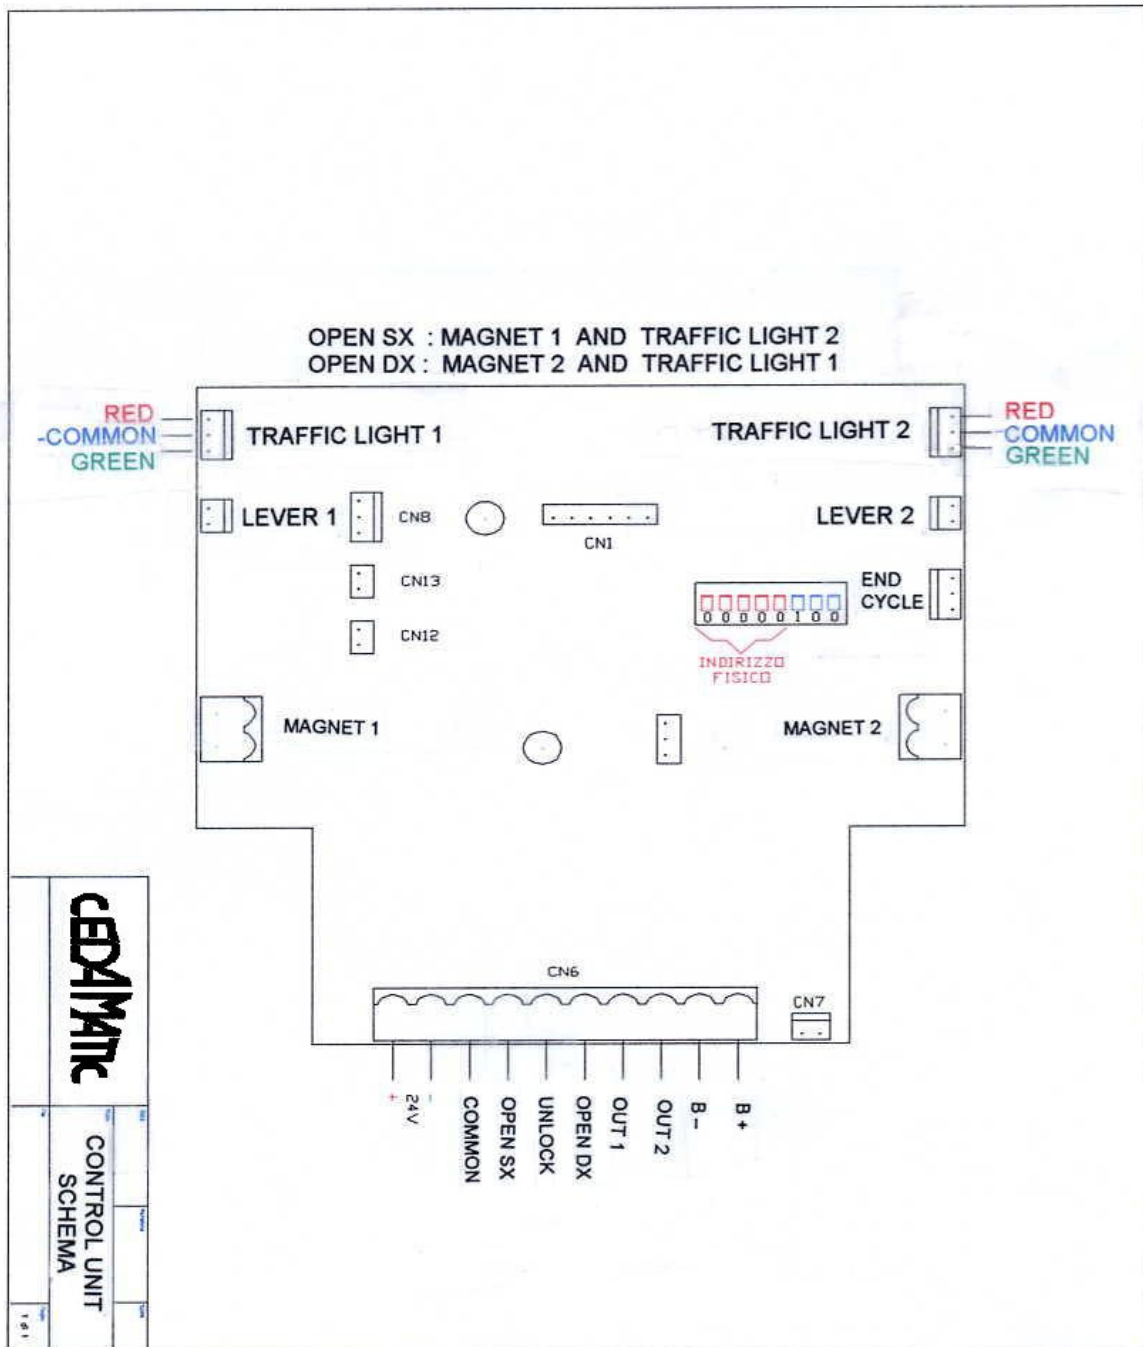 OPEN SX : MAGNET 1 AND TRAFFIC LIGHT 2
OPEN DX : MAGNET 2 AND TRAFFIC LIGHT 1
RED
-COMMON
GREEN
TRAFFIC LIGHT 1
TRAFFIC LIGHT 2
RED
COMMON
GREEN
LEVER 1
CN8
CN1
LEVER 2
CN13
END
CYCLE
0 0 0 0 0 1 0 0
CN12
INDIRIZZO
FISICO
MAGNET 1
MAGNET 2
CN6
CN7
+
24V
-
COMMON
OPEN SX
UNLOCK
OPEN DX
OUT 1
OUT 2
B -
B +
CEDAMATIC
CONTROL UNIT
SCHEMA
1 di 1